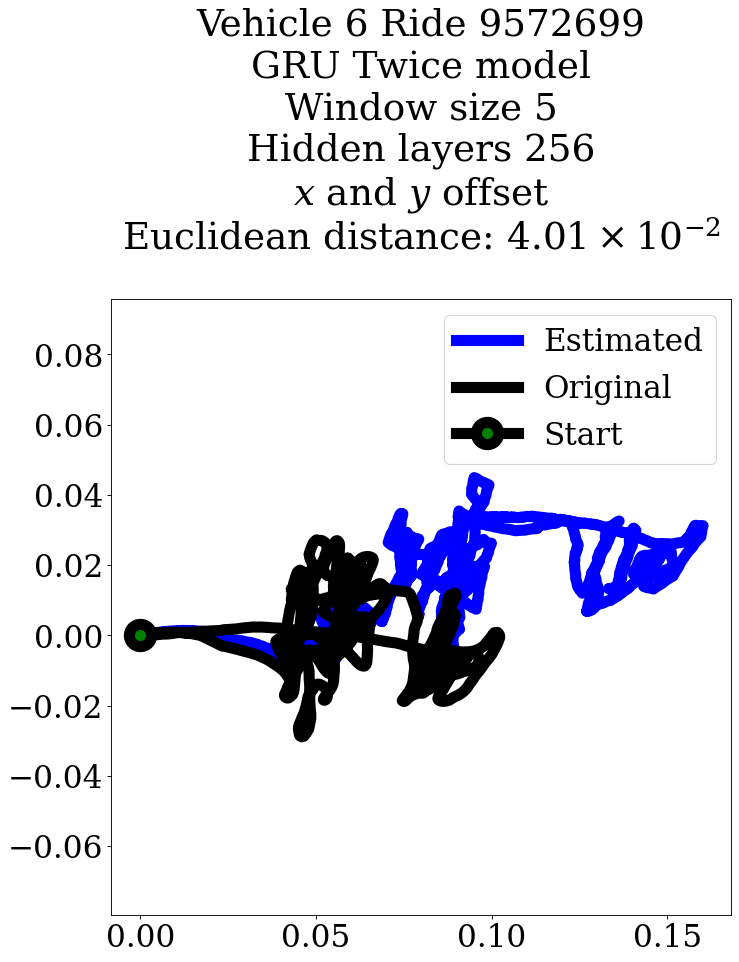 Vehicle 6 Ride 9572699
GRU Twice model
Window size 5
Hidden layers 256
x and y offset
Euclidean distance: 4.01 × 10⁻²
Estimated
Original
Start
0.08
0.06
0.04
0.02
0.00
−0.02
−0.04
−0.06
0.00 0.05 0.10 0.15